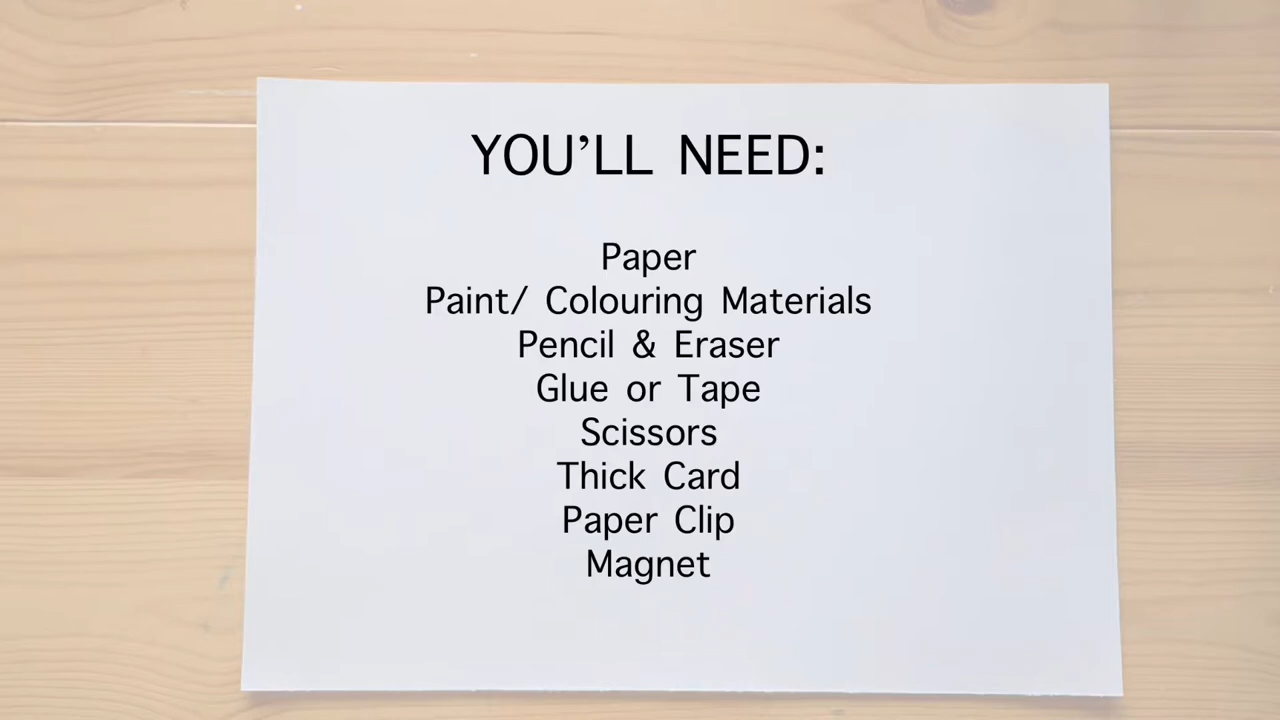 YOU’LL NEED:
Paper
Paint/ Colouring Materials
Pencil & Eraser
Glue or Tape
Scissors
Thick Card
Paper Clip
Magnet